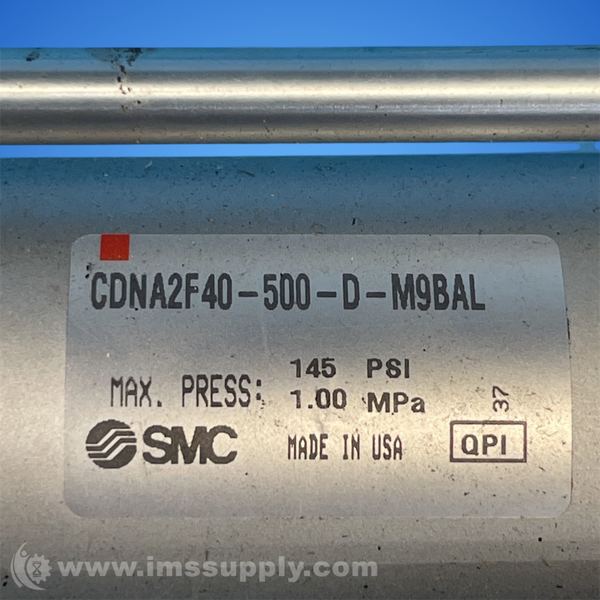 CDNA2F40-500-D-M9BAL
MAX. PRESS: 145 PSI
1.00 MPa
37
SMC MADE IN USA QPI
www.imssupply.com